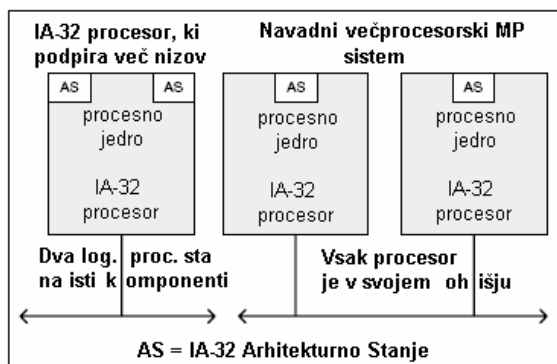 IA-32 procesor, ki
podpira več nizov
Navadni večprocesorski MP
sistem
AS
AS
procesno
jedro
IA-32
procesor
AS
procesno
jedro
IA-32
procesor
AS
procesno
jedro
IA-32
procesor
Dva log. proc. sta
na isti komponenti
Vsak procesor
je v svojem ohišju
AS = IA-32 Arhitekturno Stanje